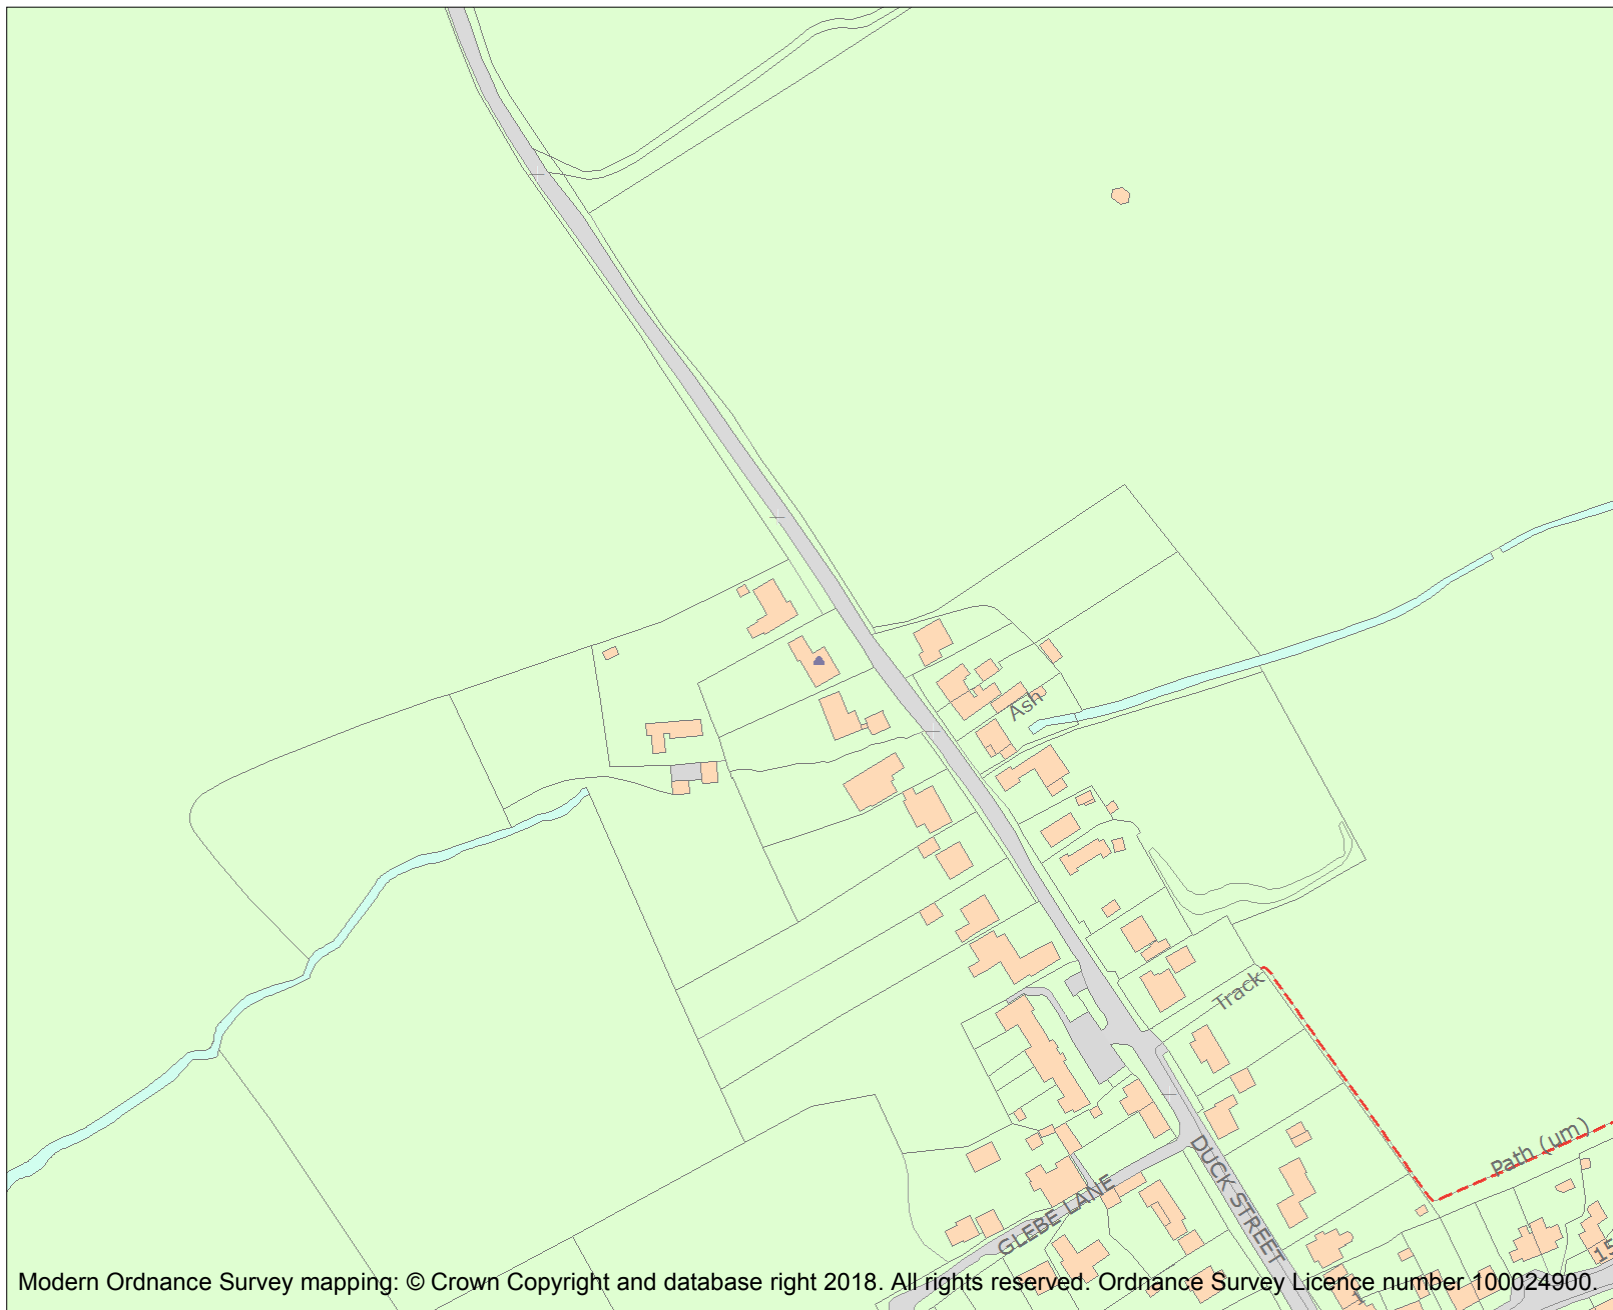 Ash
Track
Path (um)
DUCK STREET
GLEBE LANE
15
Modern Ordnance Survey mapping: © Crown Copyright and database right 2018. All rights reserved. Ordnance Survey Licence number 100024900.